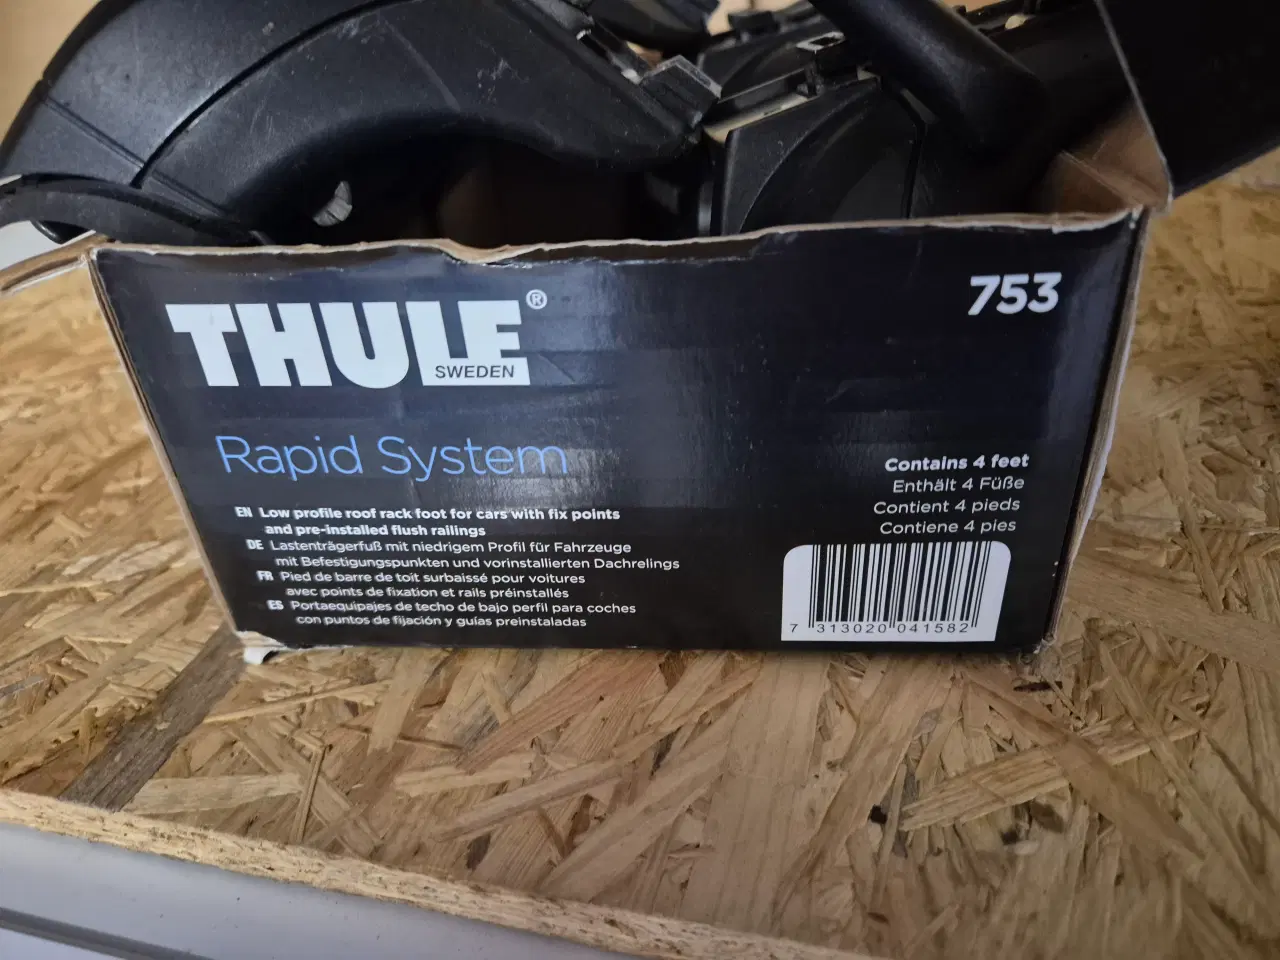 THULE®
SWEDEN
753
Rapid System
EN Low profile roof rack foot for cars with fix points
and pre-installed flush railings
DE Lastenträgerfuß mit niedrigem Profil für Fahrzeuge
mit Befestigungspunkten und vorinstallierten Dachrelings
FR Pied de barre de toit surbaissé pour voitures
avec points de fixation et rails préinstallés
ES Portaequipajes de techo de bajo perfil para coches
con puntos de fijación y guías preinstaladas
Contains 4 feet
Enthält 4 Füße
Contient 4 pieds
Contiene 4 pies
7 313020 041582